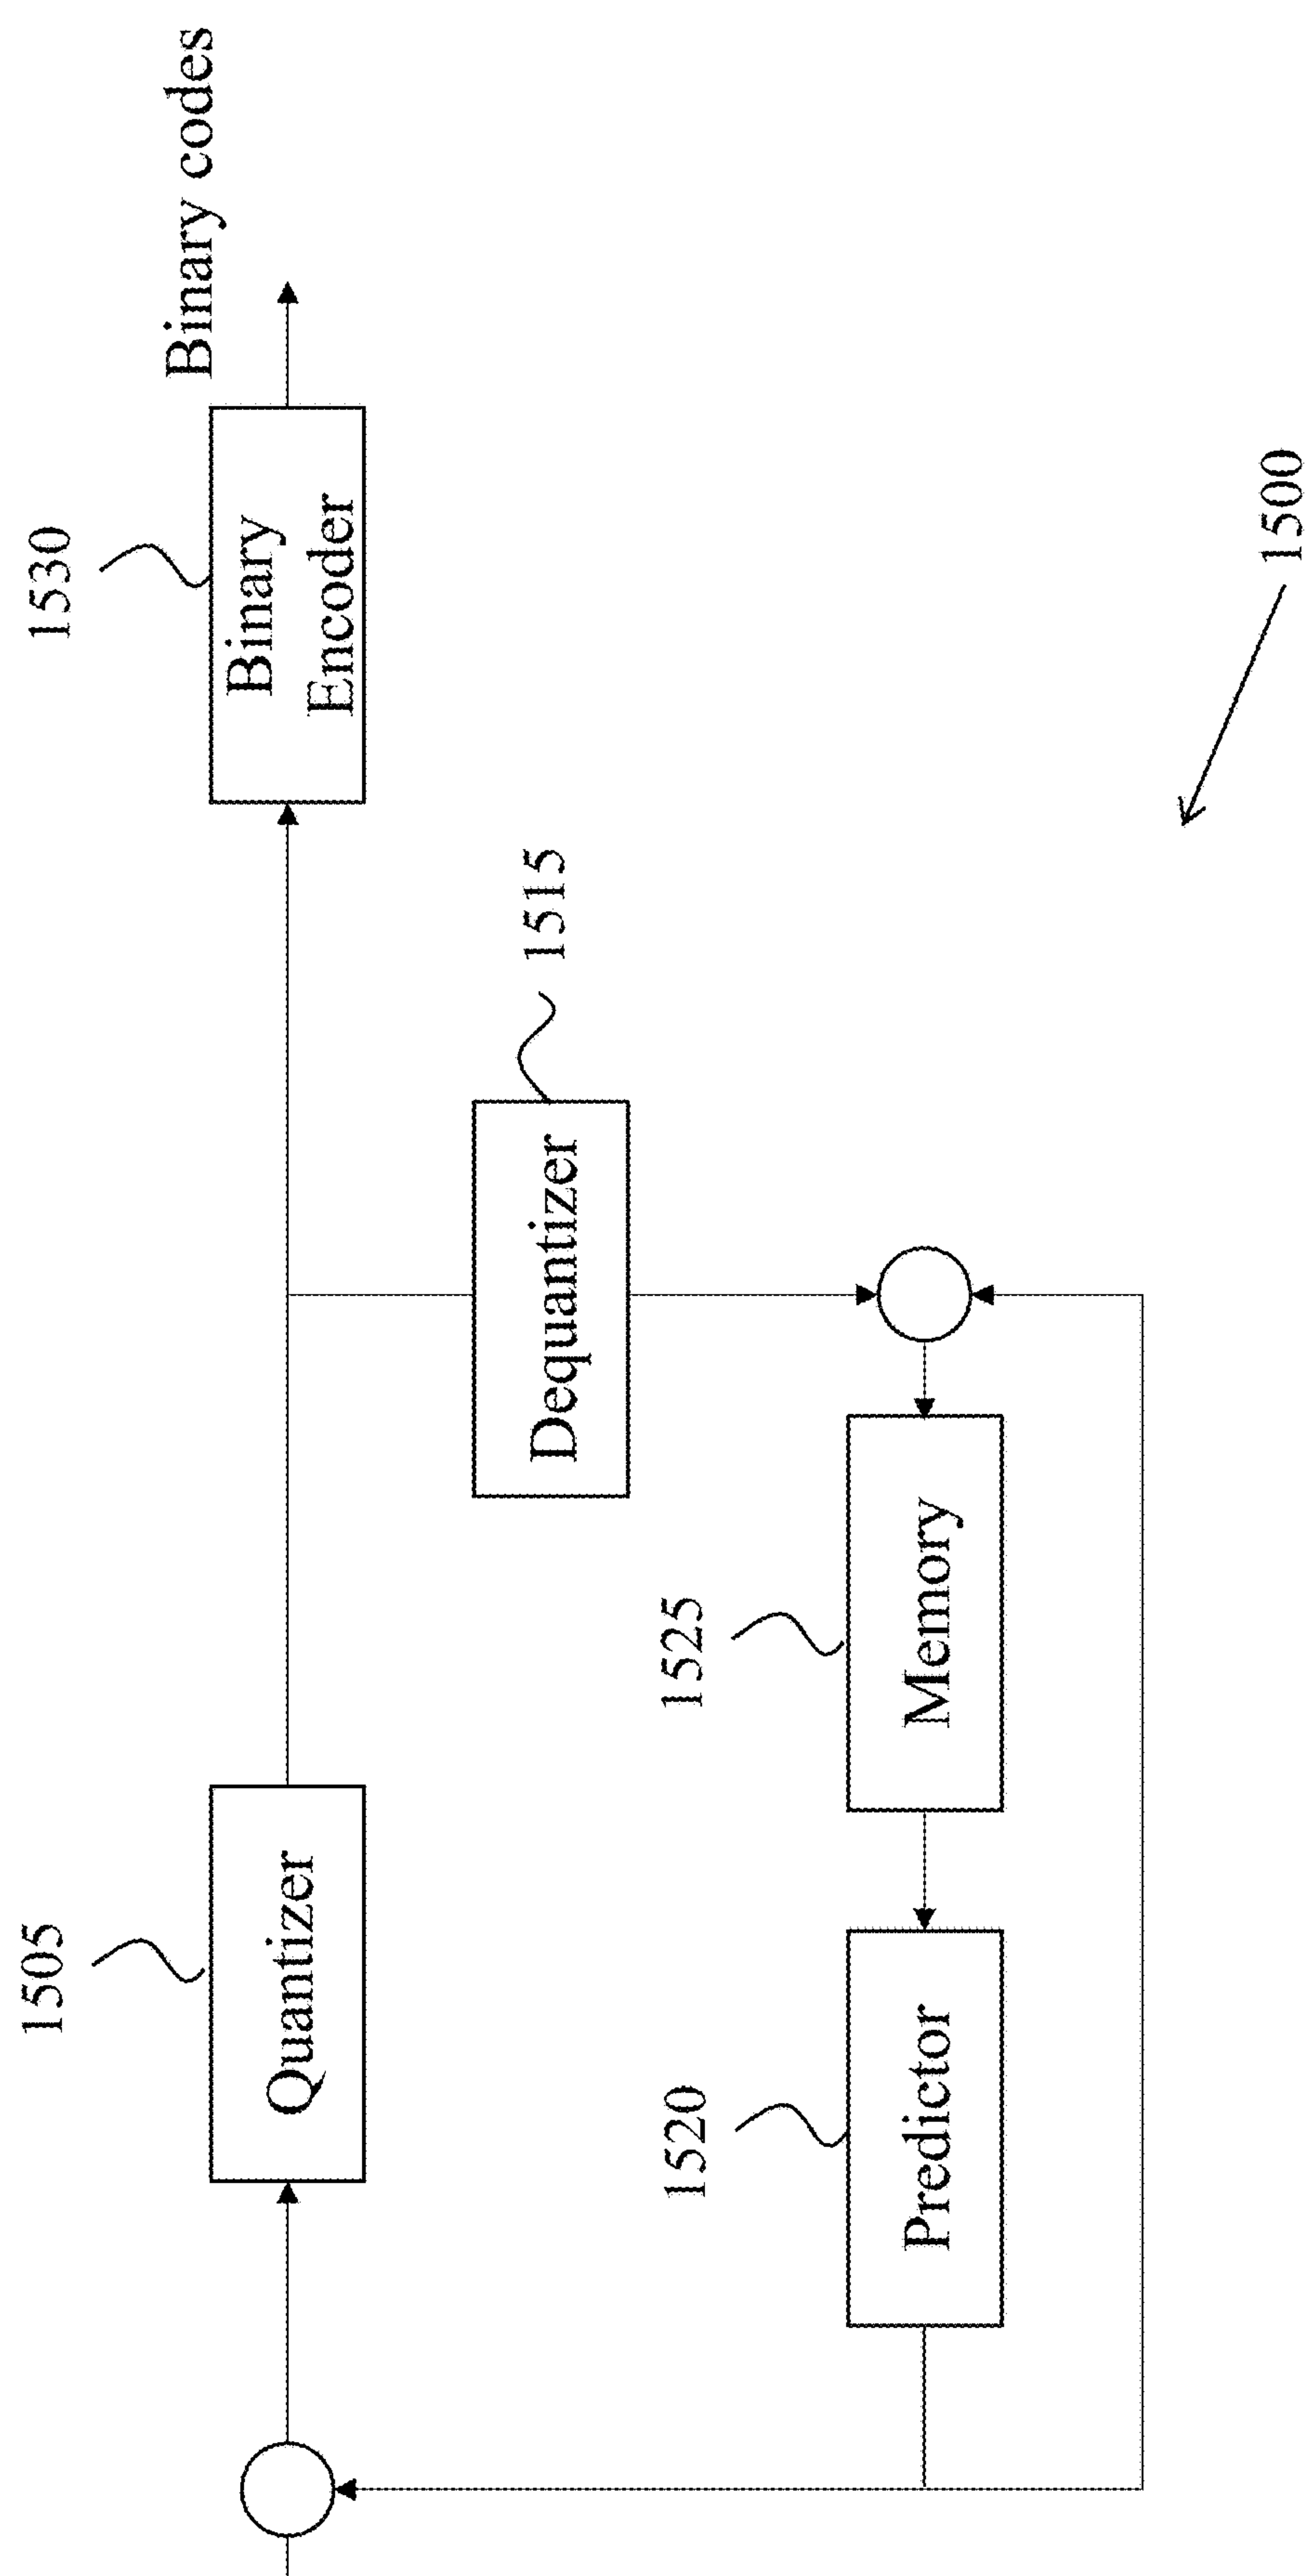 1505
Quantizer
1530
Binary
Encoder
Binary codes
Dequantizer
1515
1520
Predictor
1525
Memory
1500